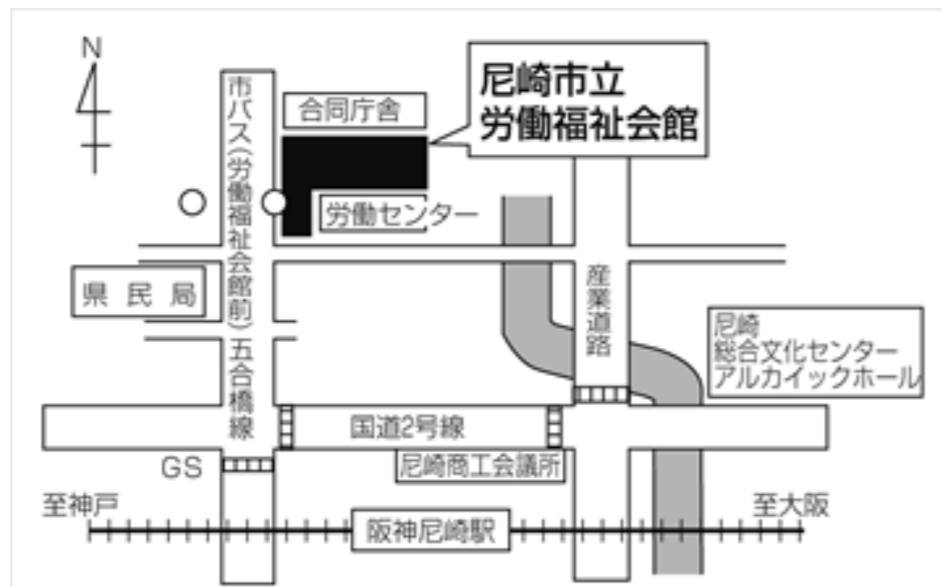 N
尼崎市立
労働福祉会館
合同庁舎
市バス(労働福祉会館前)
五合橋線
労働センター
県民局
産業道路
尼崎
総合文化センター
アルカイックホール
国道2号線
GS
尼崎商工会議所
至神戸
至大阪
阪神尼崎駅